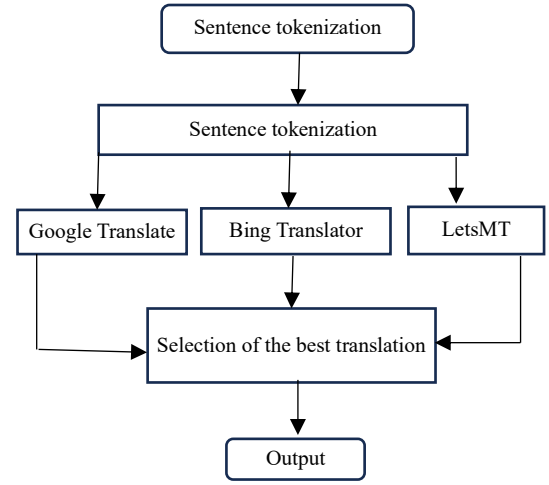 Sentence tokenization
Sentence tokenization
Google Translate
Bing Translator
LetsMT
Selection of the best translation
Output